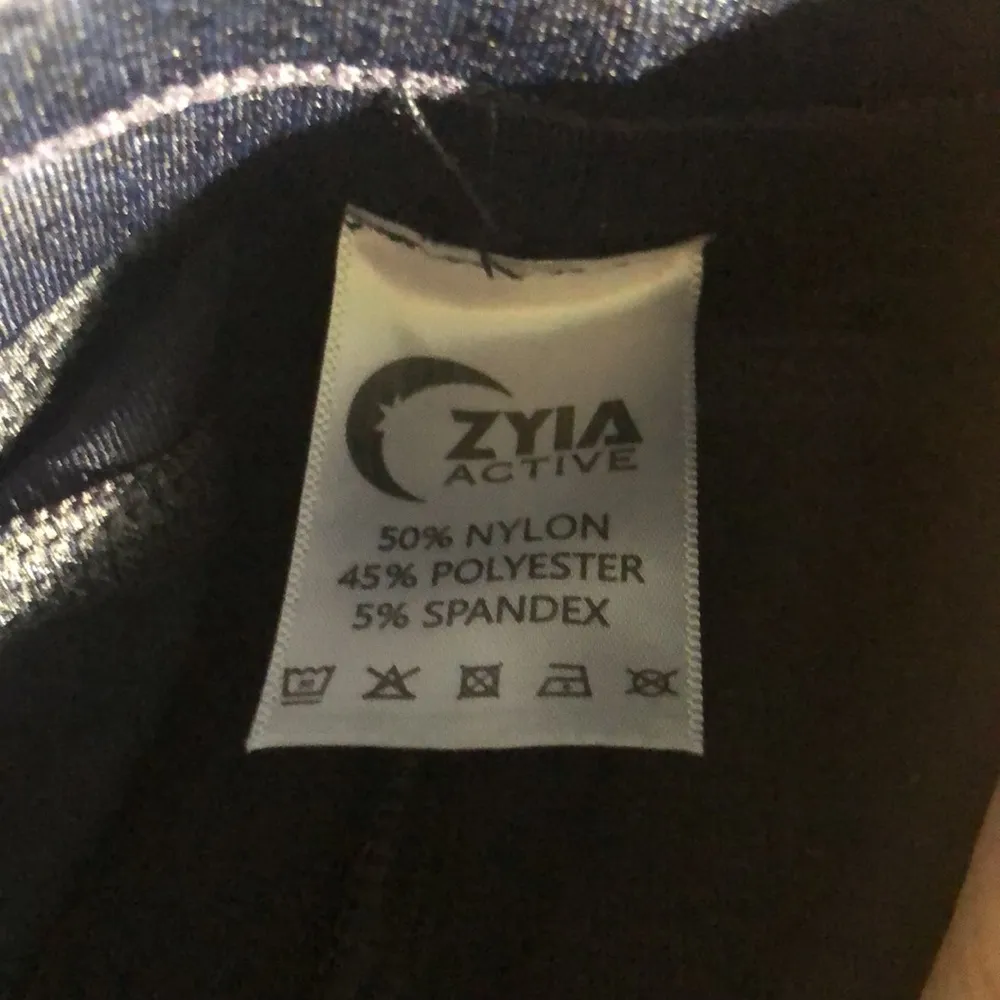 ZYIA
ACTIVE
50% NYLON
45% POLYESTER
5% SPANDEX